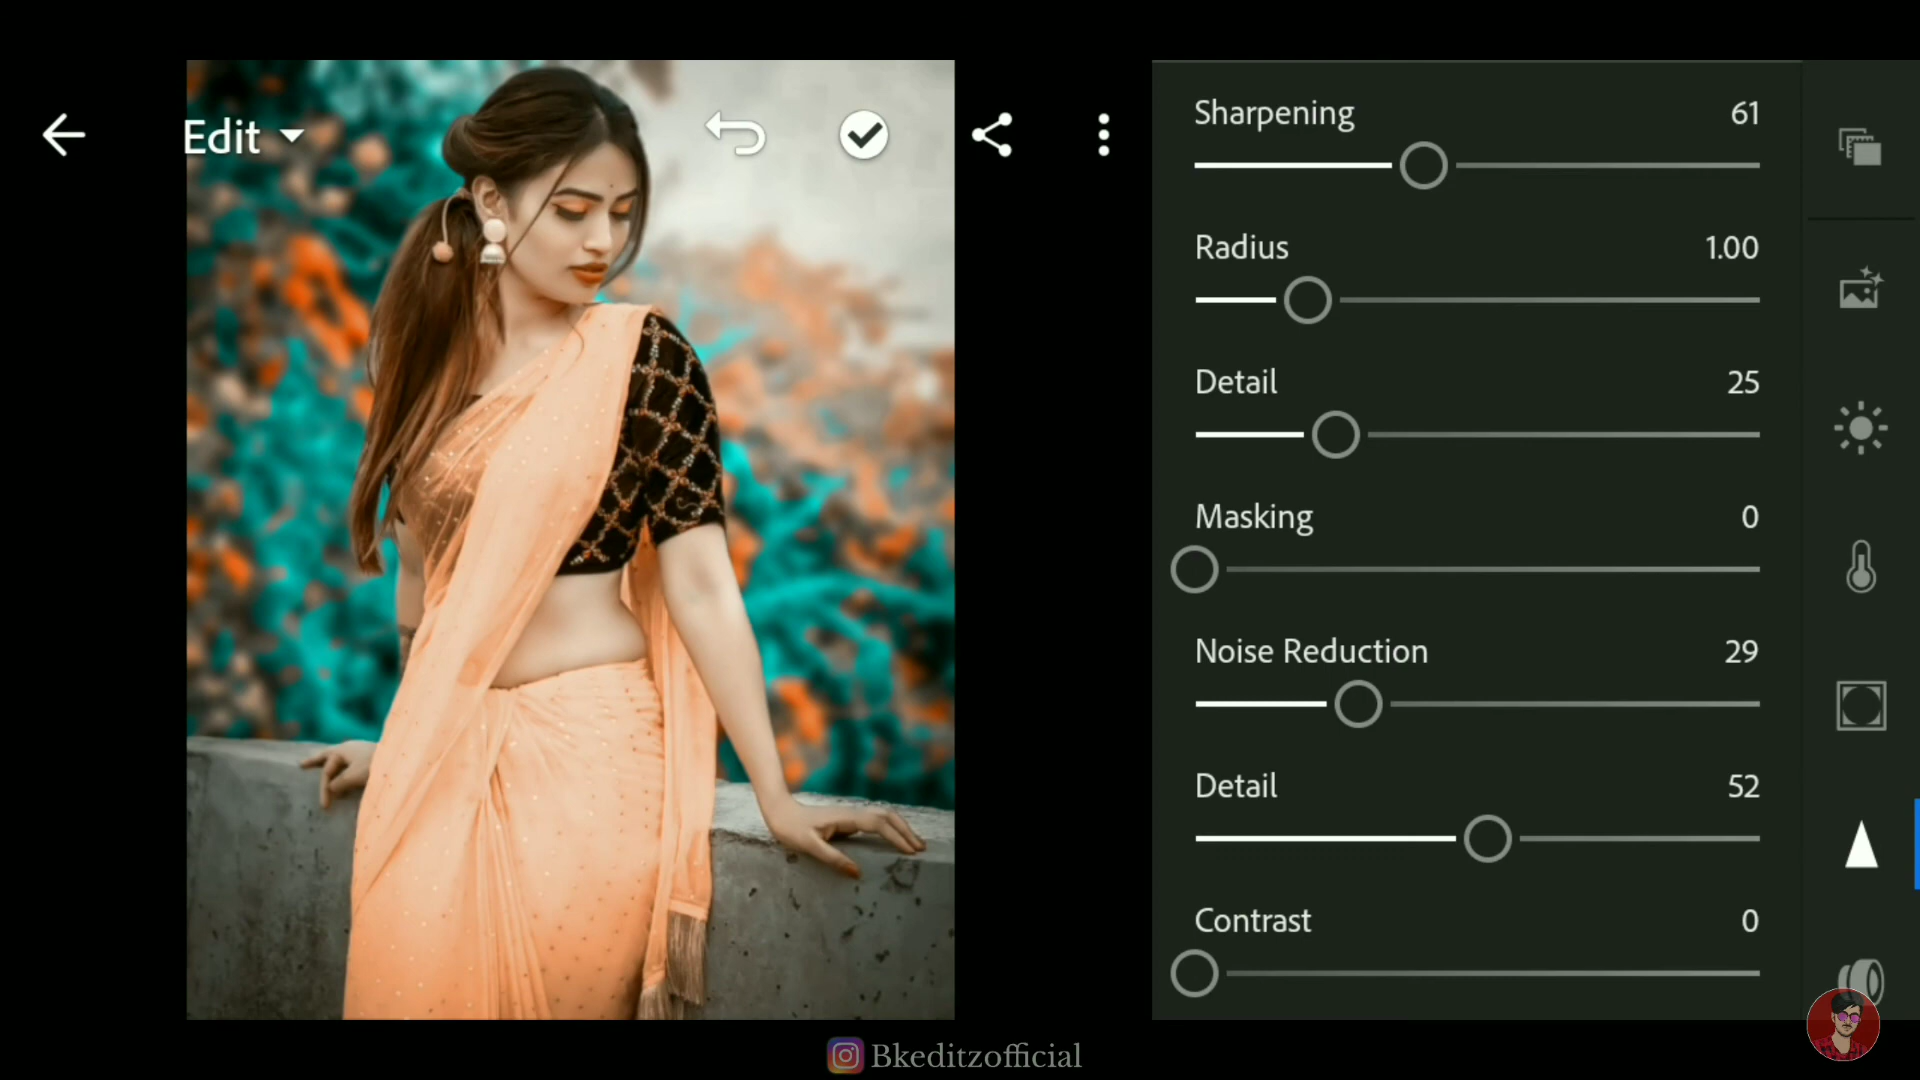 Edit
Sharpening 61
Radius 1.00
Detail 25
Masking 0
Noise Reduction 29
Detail 52
Contrast 0
Bkeditzofficial